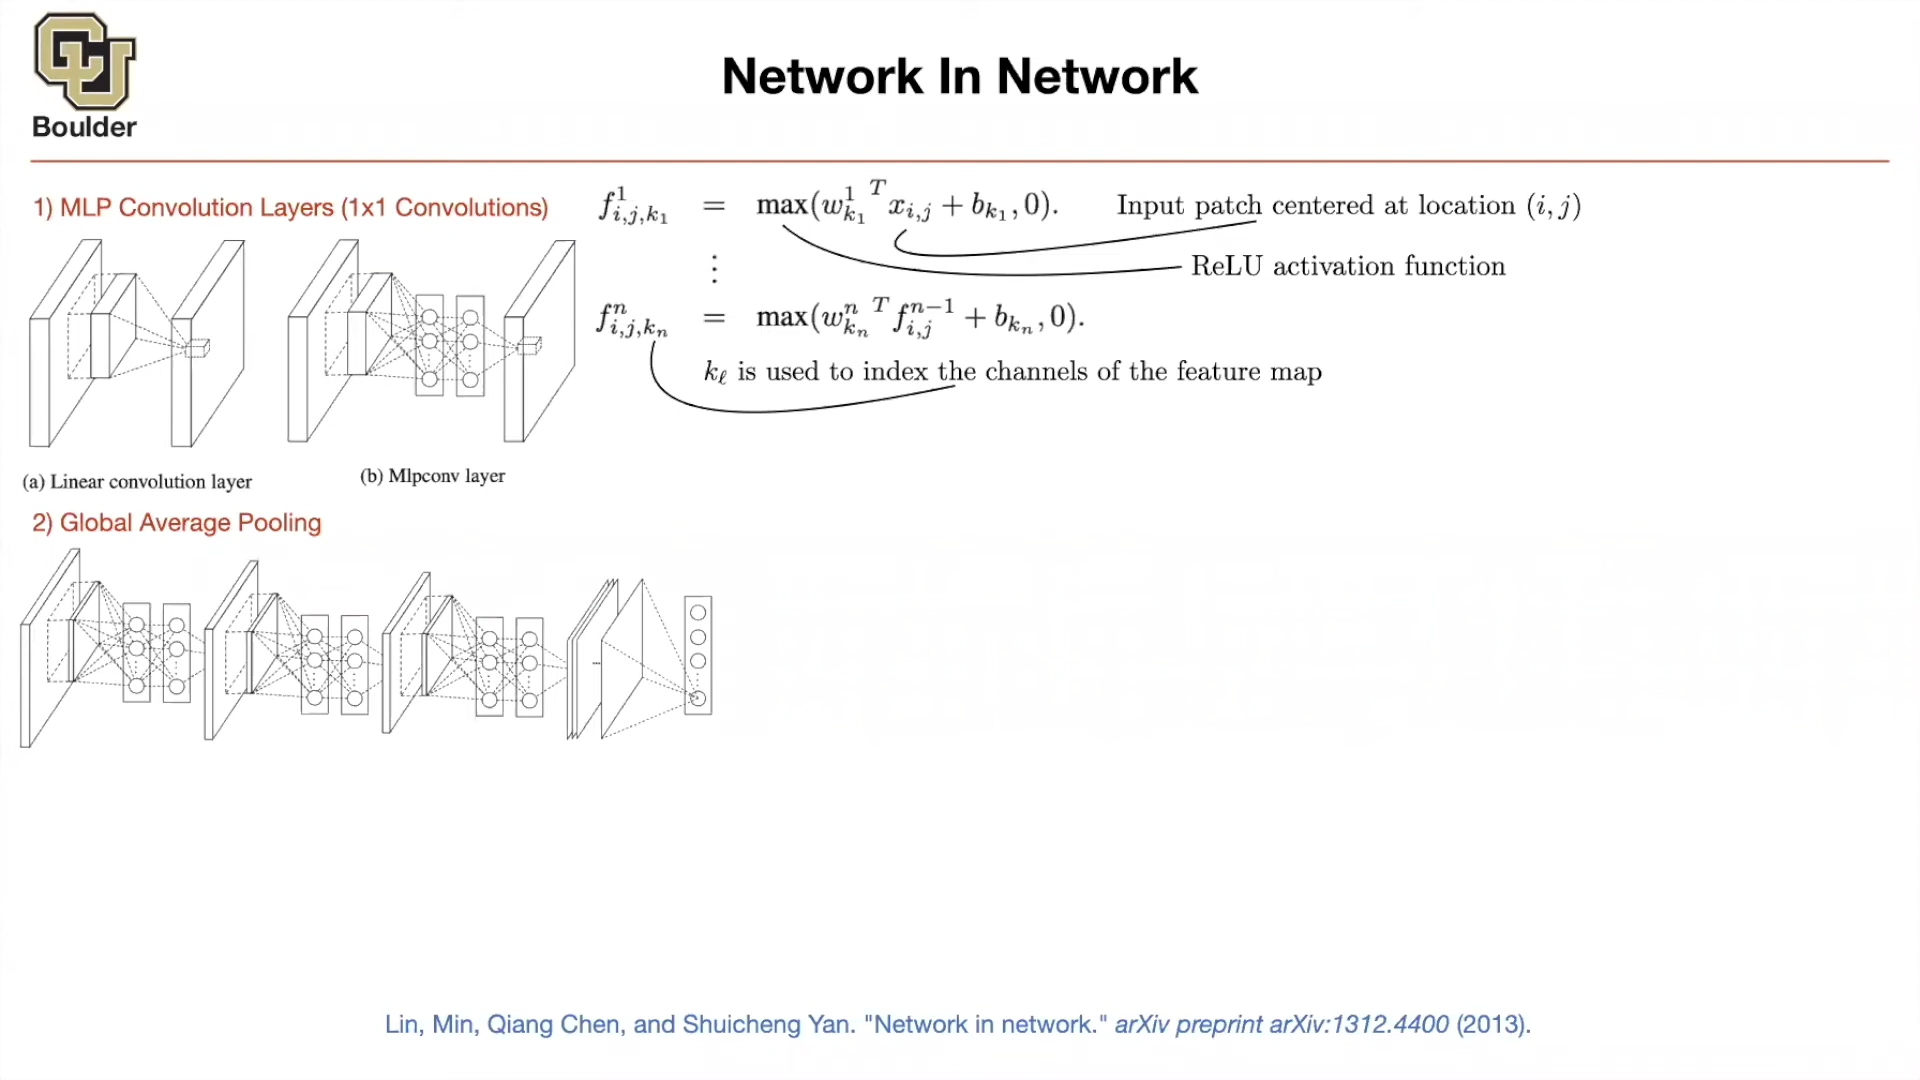 Boulder
Network In Network
1) MLP Convolution Layers (1x1 Convolutions)
f^1_{i,j,k_1} = max(w^1_{k_1}^T x_{i,j} + b_{k_1}, 0).
Input patch centered at location (i, j)
ReLU activation function
⋮
f^n_{i,j,k_n} = max(w^n_{k_n}^T f^{n-1}_{i,j} + b_{k_n}, 0).
k_ℓ is used to index the channels of the feature map
(a) Linear convolution layer
(b) Mlpconv layer
2) Global Average Pooling
Lin, Min, Qiang Chen, and Shuicheng Yan. "Network in network." arXiv preprint arXiv:1312.4400 (2013).